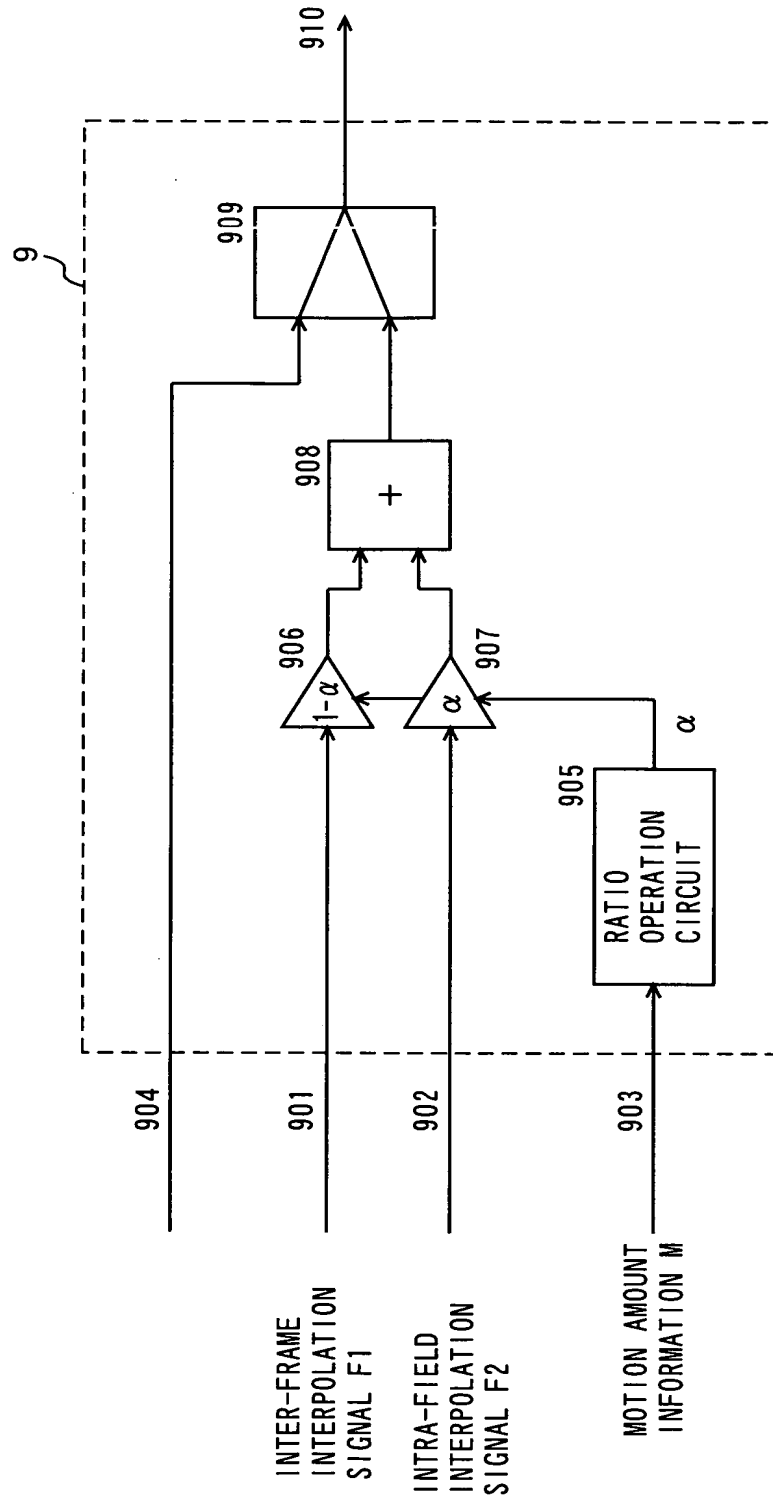 9
904
901
902
903
INTER-FRAME
INTERPOLATION
SIGNAL F1
INTRA-FIELD
INTERPOLATION
SIGNAL F2
MOTION AMOUNT
INFORMATION M
905
RATIO
OPERATION
CIRCUIT
α
906
1-α
907
α
908
+
909
910